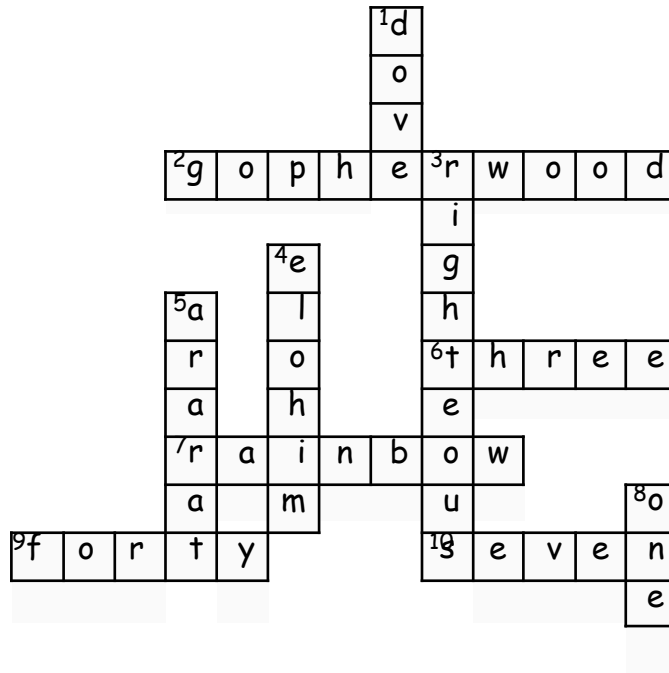 1d
o
v
2g o p h e 3r w o o d
i
4e g
5a l h
r o 6t h r e e
a h e
7r a i n b o w
a m u 8o
9f o r t y 10s e v e n
e